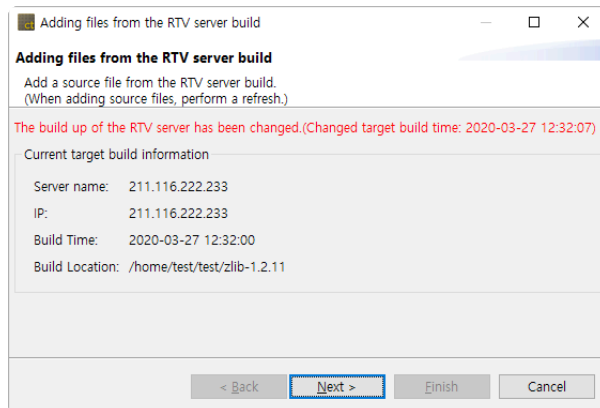 ct
Adding files from the RTV server build
Adding files from the RTV server build
Add a source file from the RTV server build.
(When adding source files, perform a refresh.)
The build up of the RTV server has been changed.(Changed target build time: 2020-03-27 12:32:07)
Current target build information
Server name: 211.116.222.233
IP: 211.116.222.233
Build Time: 2020-03-27 12:32:00
Build Location: /home/test/test/zlib-1.2.11
< Back Next > Finish Cancel